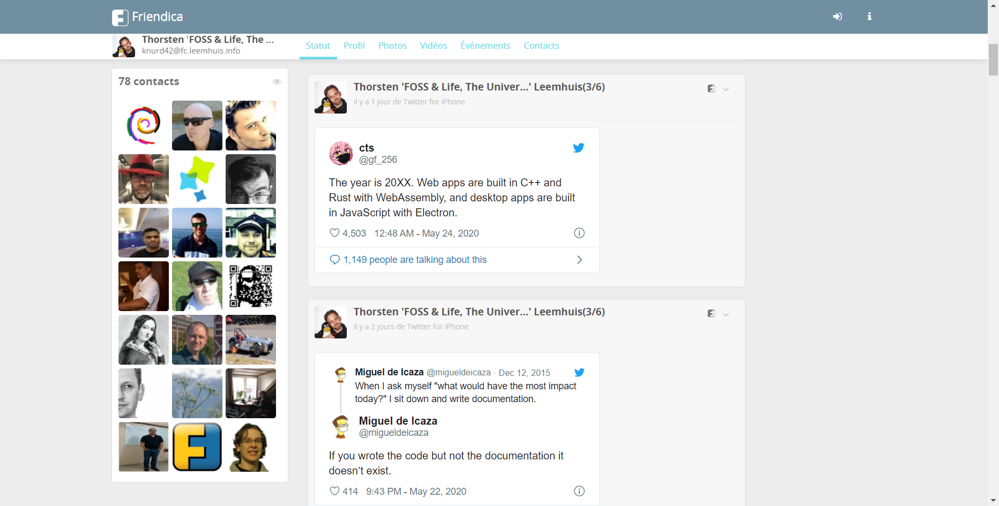 Friendica
Thorsten 'FOSS & Life, The ...
knurd42@fc.leemhuis.info
Statut
Profil
Photos
Vidéos
Événements
Contacts
78 contacts
Thorsten 'FOSS & Life, The Univer...' Leemhuis(3/6)
il y a 1 jour de Twitter for iPhone
cts
@gf_256
The year is 20XX. Web apps are built in C++ and
Rust with WebAssembly, and desktop apps are built
in JavaScript with Electron.
4,503 12:48 AM - May 24, 2020
1,149 people are talking about this
Thorsten 'FOSS & Life, The Univer...' Leemhuis(3/6)
il y a 2 jours de Twitter for iPhone
Miguel de Icaza @migueldeicaza · Dec 12, 2015
When I ask myself "what would have the most impact
today?" I sit down and write documentation.
Miguel de Icaza
@migueldeicaza
If you wrote the code but not the documentation it
doesn’t exist.
414 9:43 PM - May 22, 2020